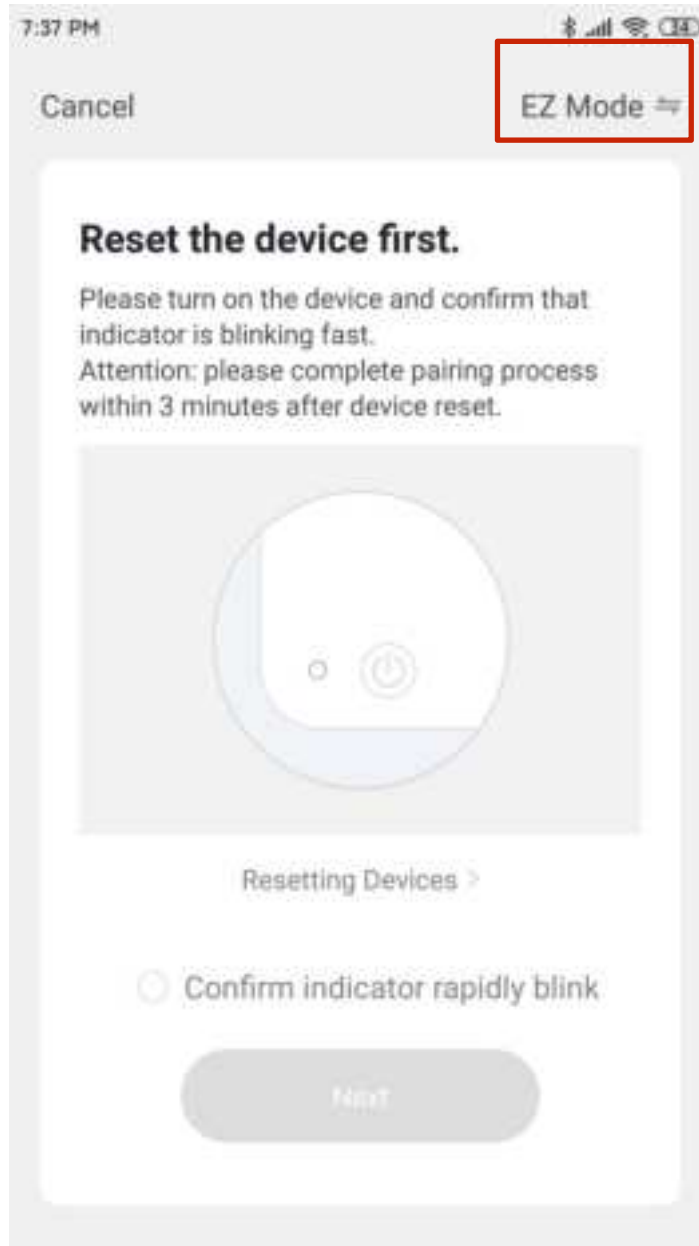 7:37 PM
Cancel
EZ Mode
Reset the device first.
Please turn on the device and confirm that
indicator is blinking fast.
Attention: please complete pairing process
within 3 minutes after device reset.
Resetting Devices >
Confirm indicator rapidly blink
Next